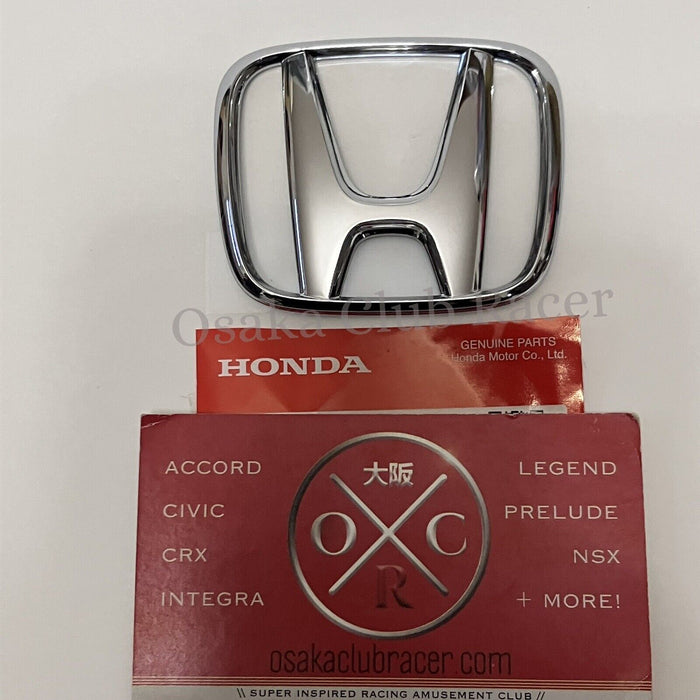 Osaka Club Racer
GENUINE PARTS
HONDA
Honda Motor Co., Ltd.
大阪
ACCORD
LEGEND
CIVIC
O
C
PRELUDE
CRX
NSX
R
INTEGRA
+ MORE!
osakaclubracer.com
\\ SUPER INSPIRED RACING AMUSEMENT CLUB //